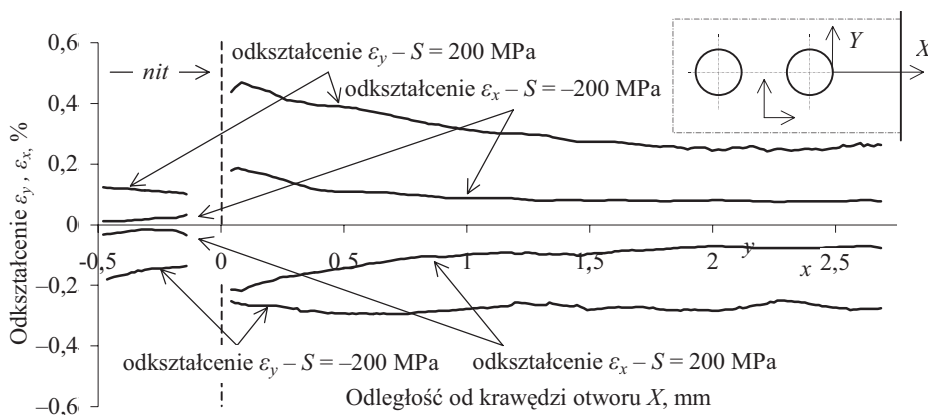 0,6
0,4
0,2
0
–0,2
–0,4
–0,6
Odkształcenie εy , εx, %
nit
odkształcenie εy – S = 200 MPa
odkształcenie εx – S = –200 MPa
Y
X
-0,5
0
0,5
1
1,5
2
2,5
y
x
odkształcenie εy – S = –200 MPa
odkształcenie εx – S = 200 MPa
Odległość od krawędzi otworu X, mm